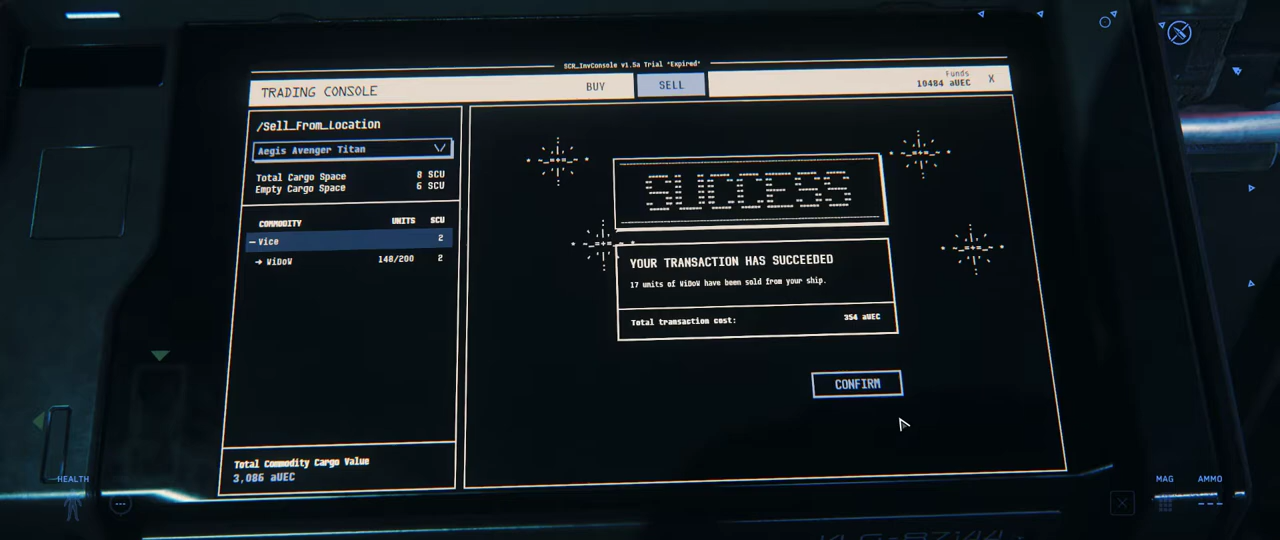 SCR_InvConsole v1.5a Trial *Expired*
TRADING CONSOLE
BUY
SELL
Funds
10484 aUEC
X
/Sell_From_Location
Aegis Avenger Titan
Total Cargo Space 8 SCU
Empty Cargo Space 6 SCU
COMMODITY UNITS SCU
Vice 2
WiDoW 148/200 2
Total Commodity Cargo Value
3,086 aUEC
SUCCESS
YOUR TRANSACTION HAS SUCCEEDED
17 units of WiDoW have been sold from your ship.
Total transaction cost: 354 aUEC
CONFIRM
HEALTH
MAG AMMO